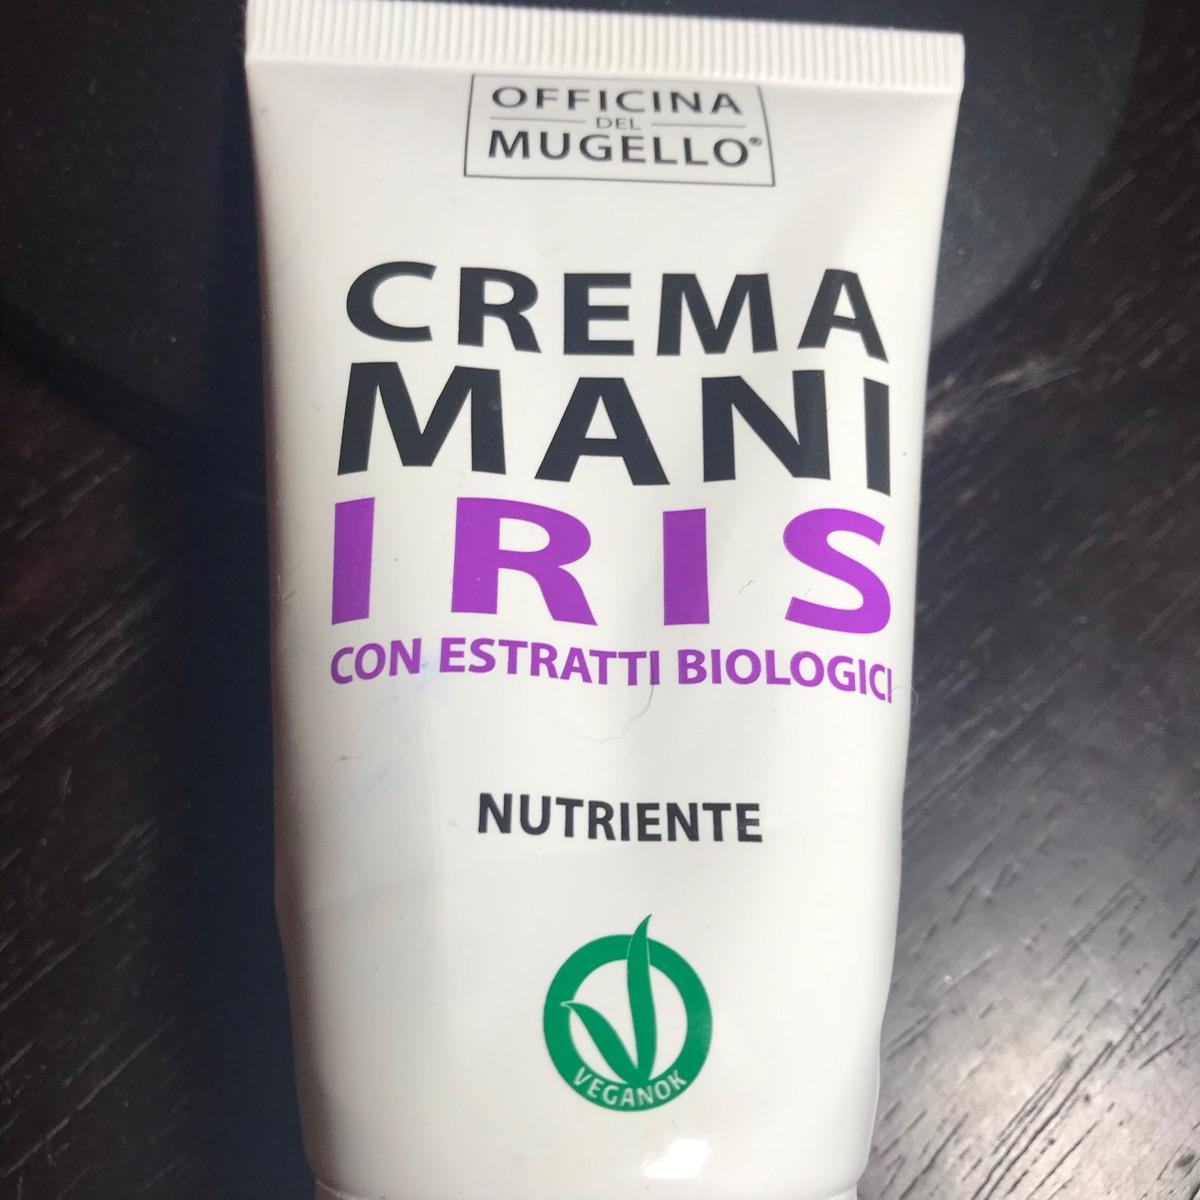 OFFICINA
DEL
MUGELLO®
CREMA
MANI
IRIS
CON ESTRATTI BIOLOGICI
NUTRIENTE
VEGANOK